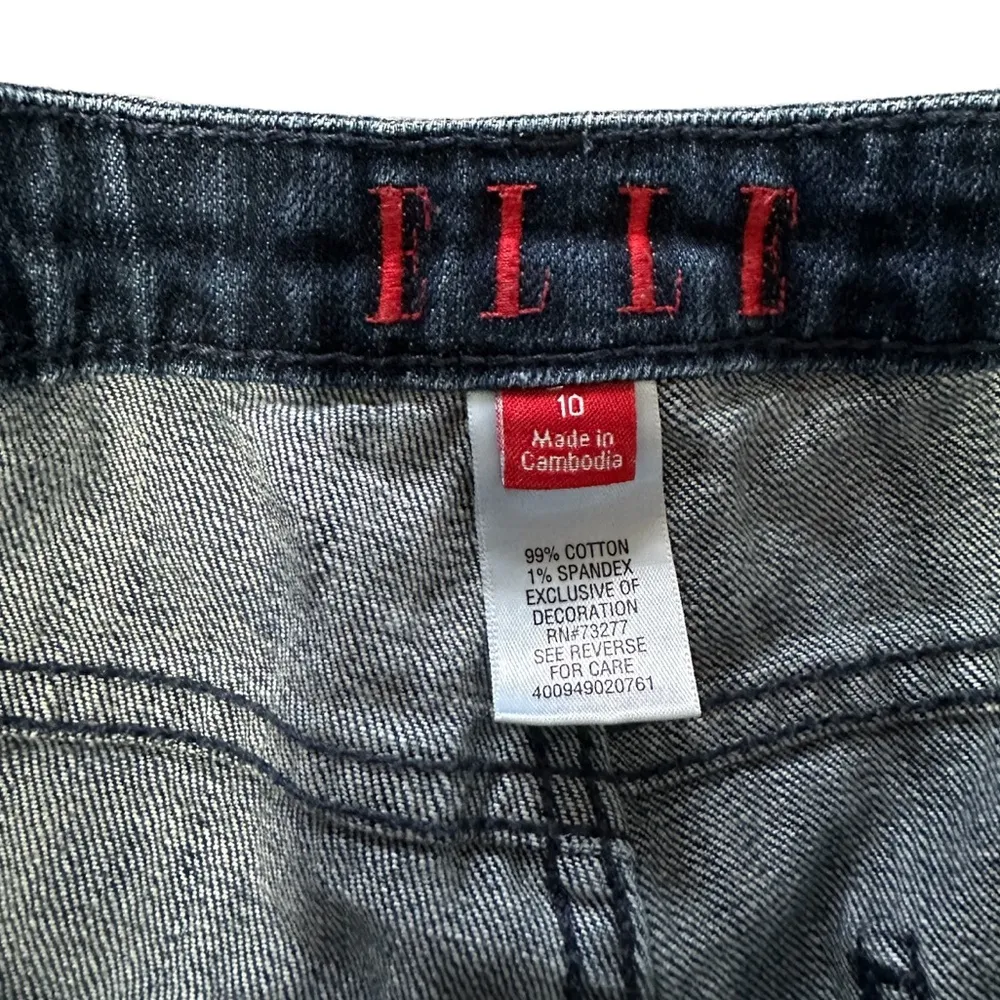 ELLE
10
Made in
Cambodia
99% COTTON
1% SPANDEX
EXCLUSIVE OF
DECORATION
RN#73277
SEE REVERSE
FOR CARE
400949020761